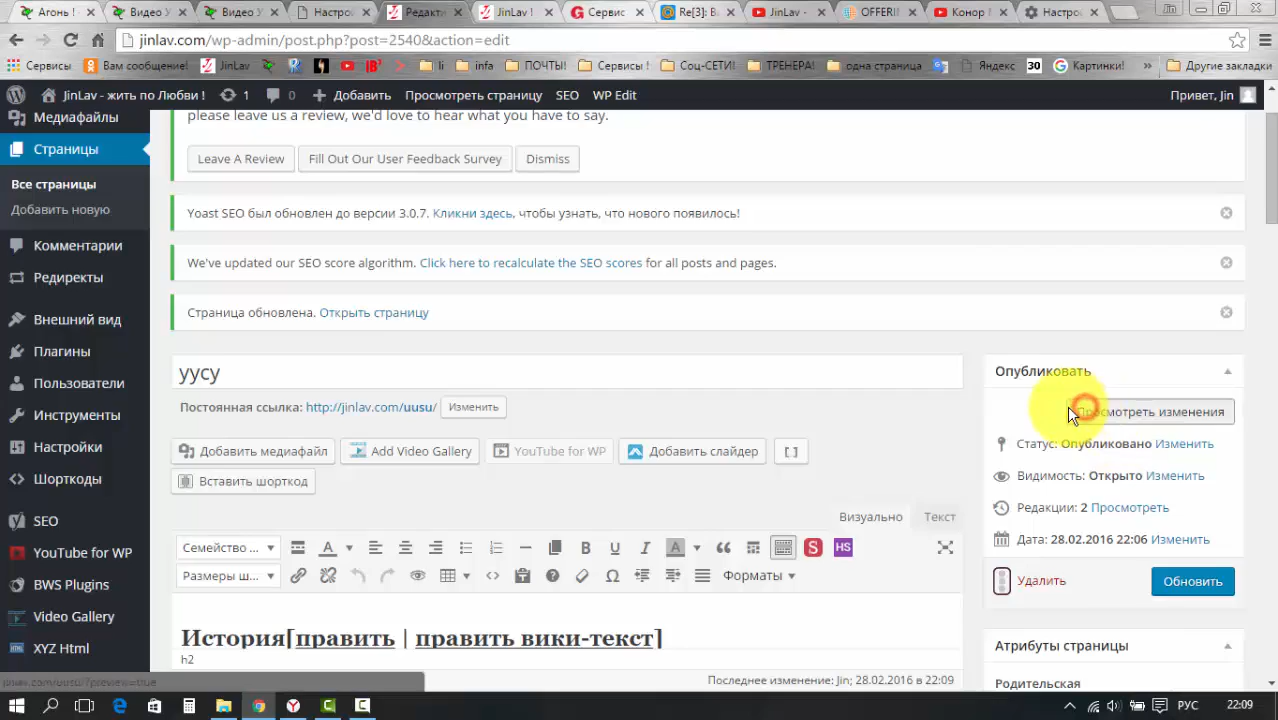 Агонь ! -
Видео У
Видео У
Настро
Редакти
JinLav !
Сервис
Re[3]: В
JinLav -
OFFER!
Конор М
Настро
jinlav.com/wp-admin/post.php?post=2540&action=edit
Сервисы
Вам сообщение!
JinLav
li
infa
ПОЧТЫ!
Сервисы !
Соц-СЕТИ!
ТРЕНЕРА!
одна страница
Яндекс
30
Картинки!
»
Другие закладки
JinLav - жить по Любви !
1
0
Добавить
Просмотреть страницу
SEO
WP Edit
Привет, Jin
Медиафайлы
Страницы
Все страницы
Добавить новую
Комментарии
Редиректы
Внешний вид
Плагины
Пользователи
Инструменты
Настройки
Шорткоды
SEO
YouTube for WP
BWS Plugins
Video Gallery
XYZ Html
please leave us a review, we'd love to hear what you have to say.
Leave A Review
Fill Out Our User Feedback Survey
Dismiss
Yoast SEO был обновлен до версии 3.0.7. Кликни здесь, чтобы узнать, что нового появилось!
We've updated our SEO score algorithm. Click here to recalculate the SEO scores for all posts and pages.
Страница обновлена. Открыть страницу
уусу
Постоянная ссылка: http://jinlav.com/uusu/ Изменить
Добавить медиафайл
Add Video Gallery
YouTube for WP
Добавить слайдер
[ ]
Вставить шорткод
Визуально
Текст
Семейство ...
Размеры ш...
Форматы
История[править | править вики-текст]
h2
Последнее изменение: Jin; 28.02.2016 в 22:09
Опубликовать
Просмотреть изменения
Статус: Опубликовано Изменить
Видимость: Открыто Изменить
Редакции: 2 Просмотреть
Дата: 28.02.2016 22:06 Изменить
Удалить
Обновить
Атрибуты страницы
Родительская
jinlav.com/uusu/?preview=true
РУС
22:09